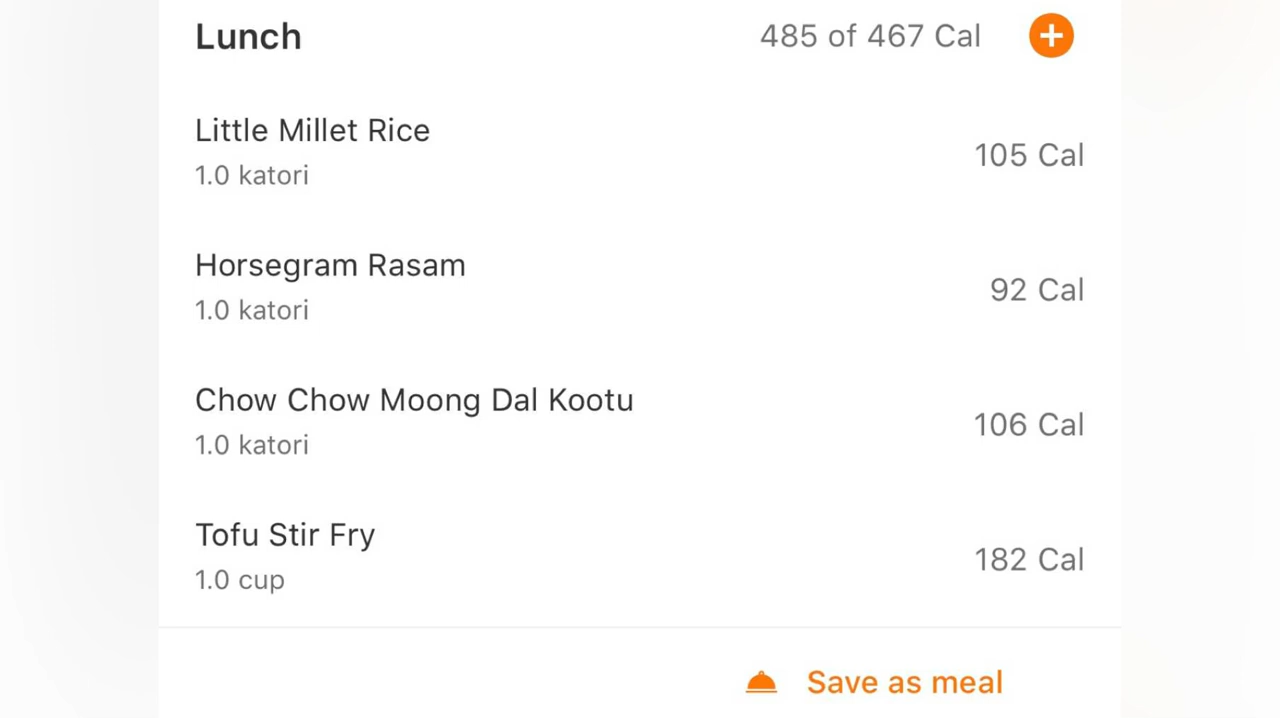 Lunch 485 of 467 Cal
Little Millet Rice
1.0 katori 105 Cal
Horsegram Rasam
1.0 katori 92 Cal
Chow Chow Moong Dal Kootu
1.0 katori 106 Cal
Tofu Stir Fry
1.0 cup 182 Cal
Save as meal